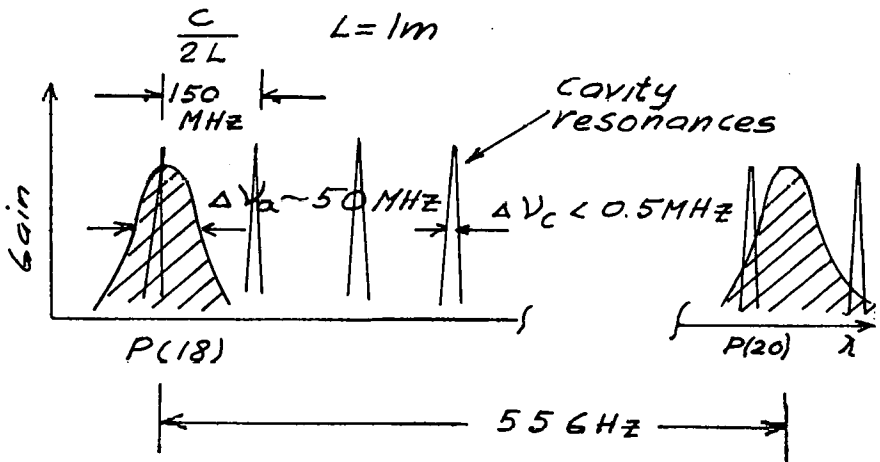 C
2L
L = 1m
150
MHz
cavity
resonances
Gain
Δνa ~ 50 MHz
Δνc < 0.5 MHz
P(18)
P(20)
λ
55 GHz